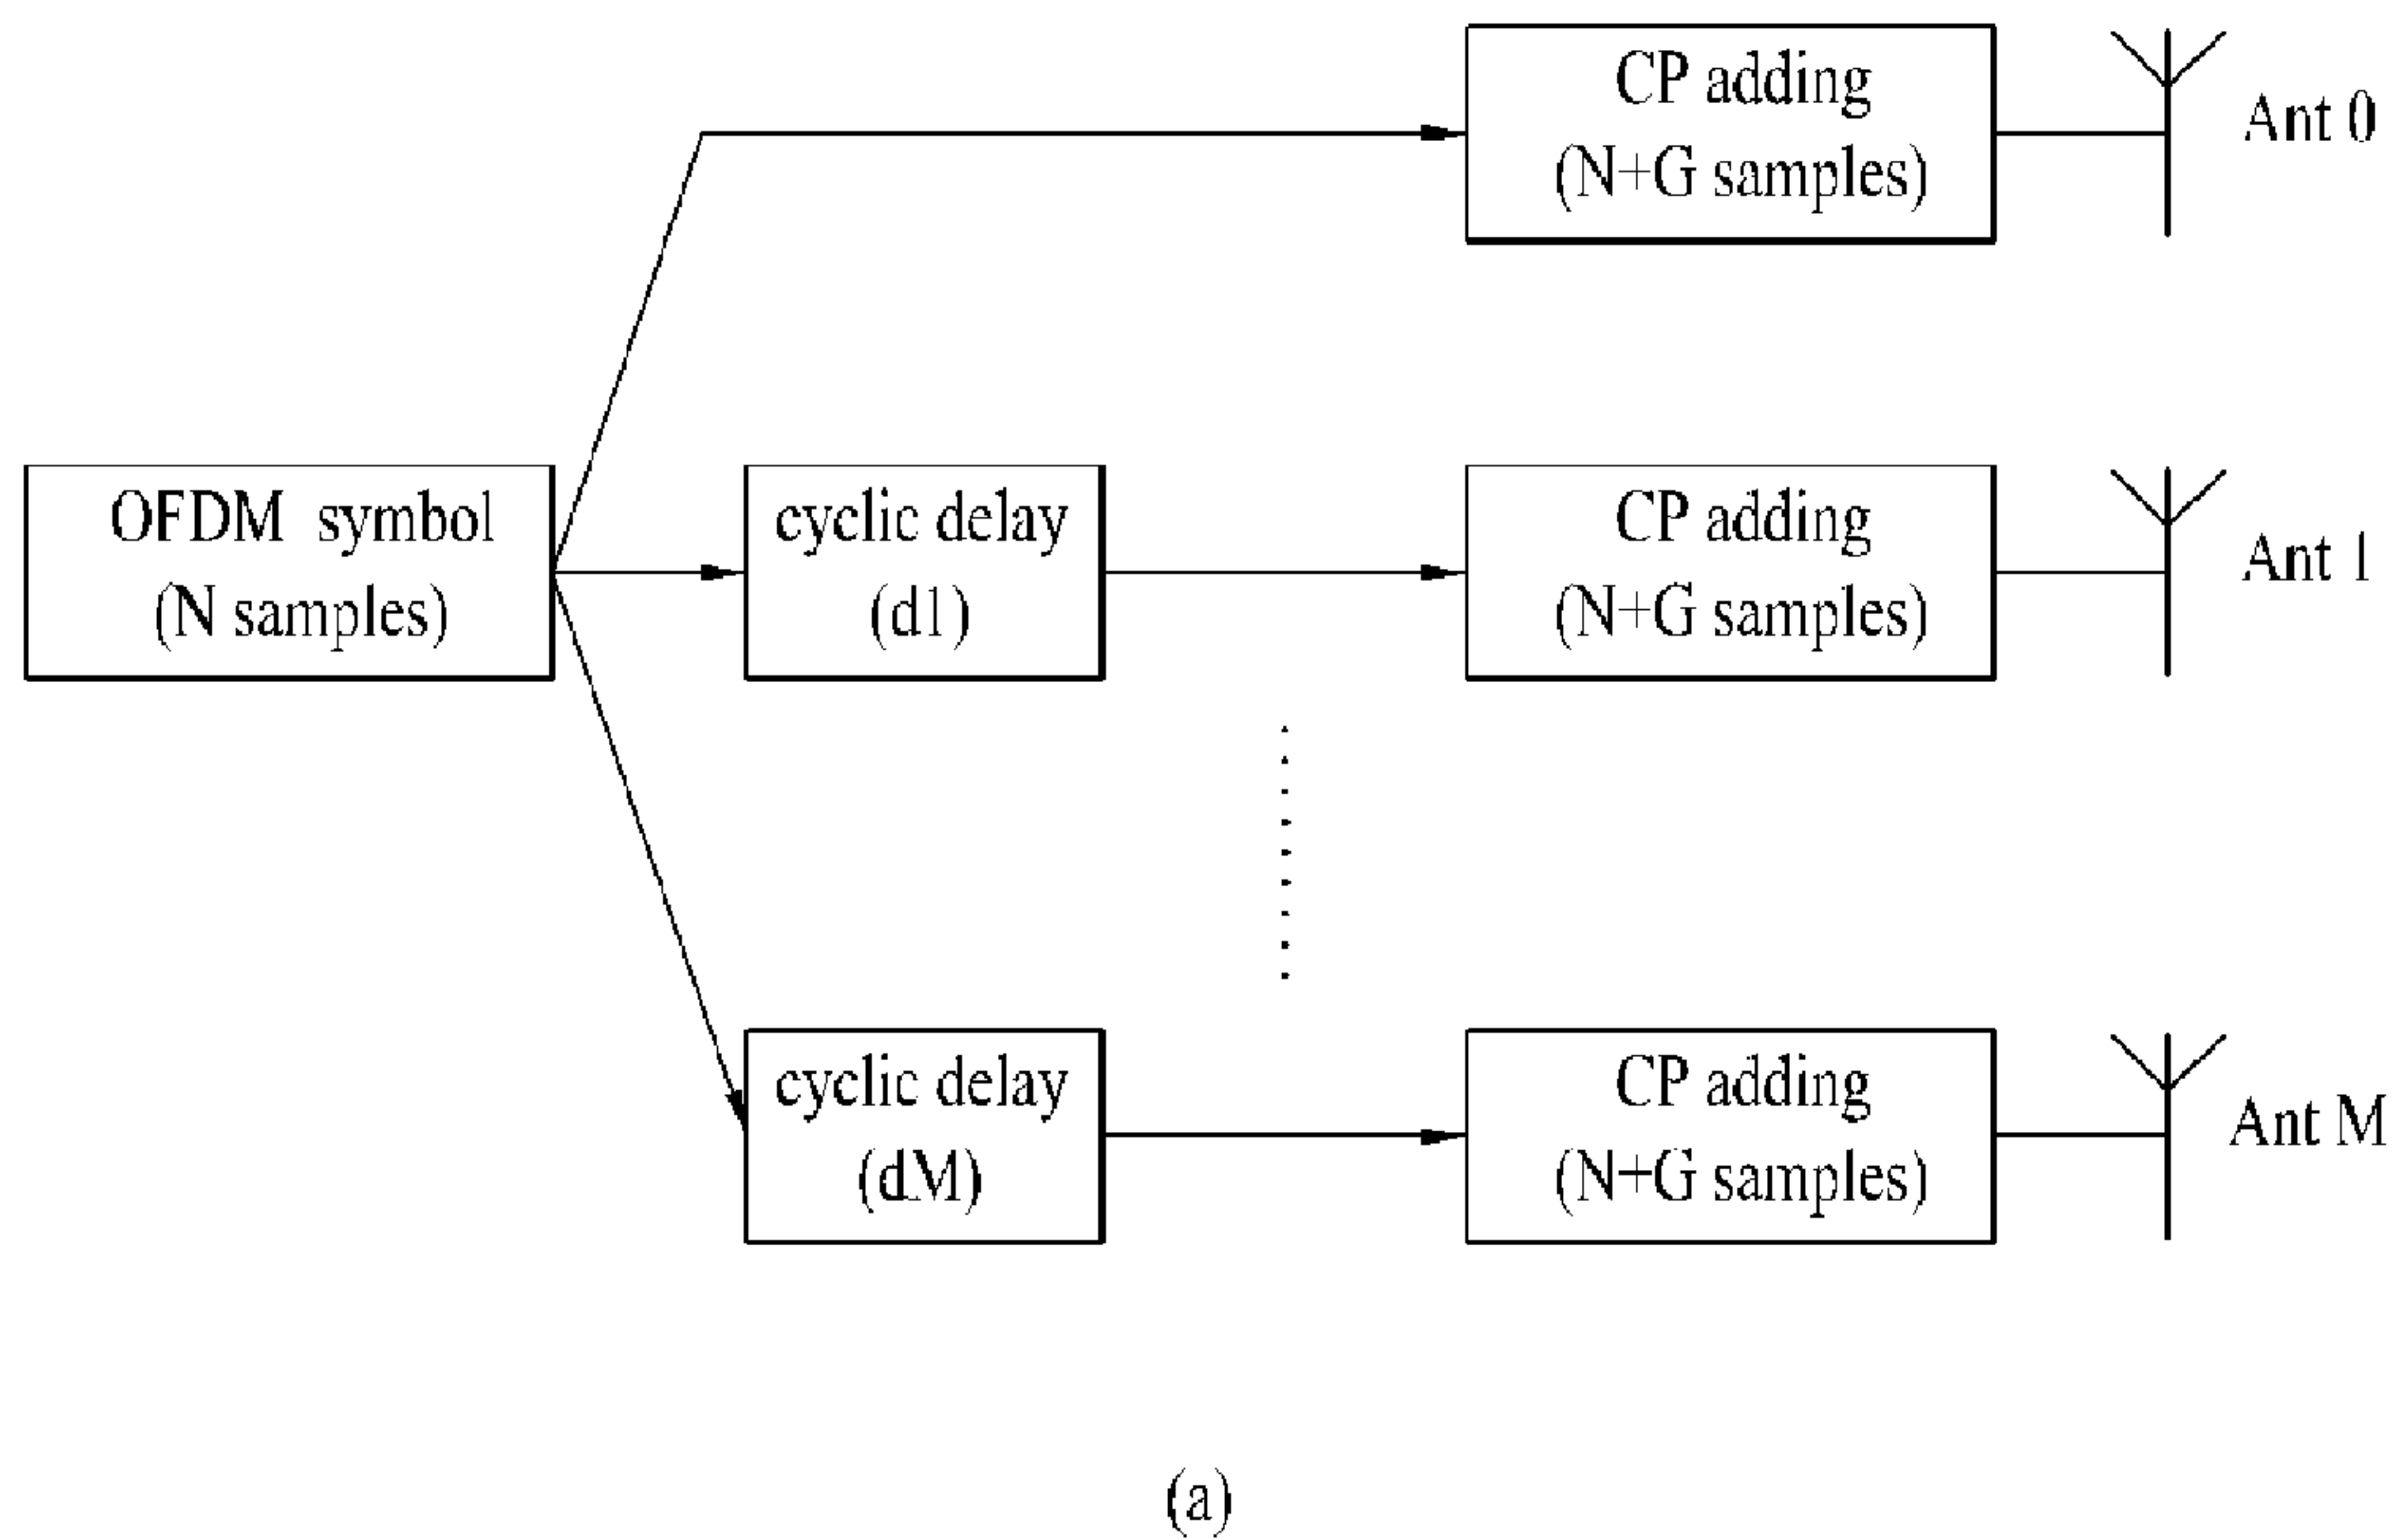 CP adding
(N+G samples)
Ant 0
OFDM symbol
(N samples)
cyclic delay
(d1)
CP adding
(N+G samples)
Ant 1
cyclic delay
(dM)
CP adding
(N+G samples)
Ant M
(a)